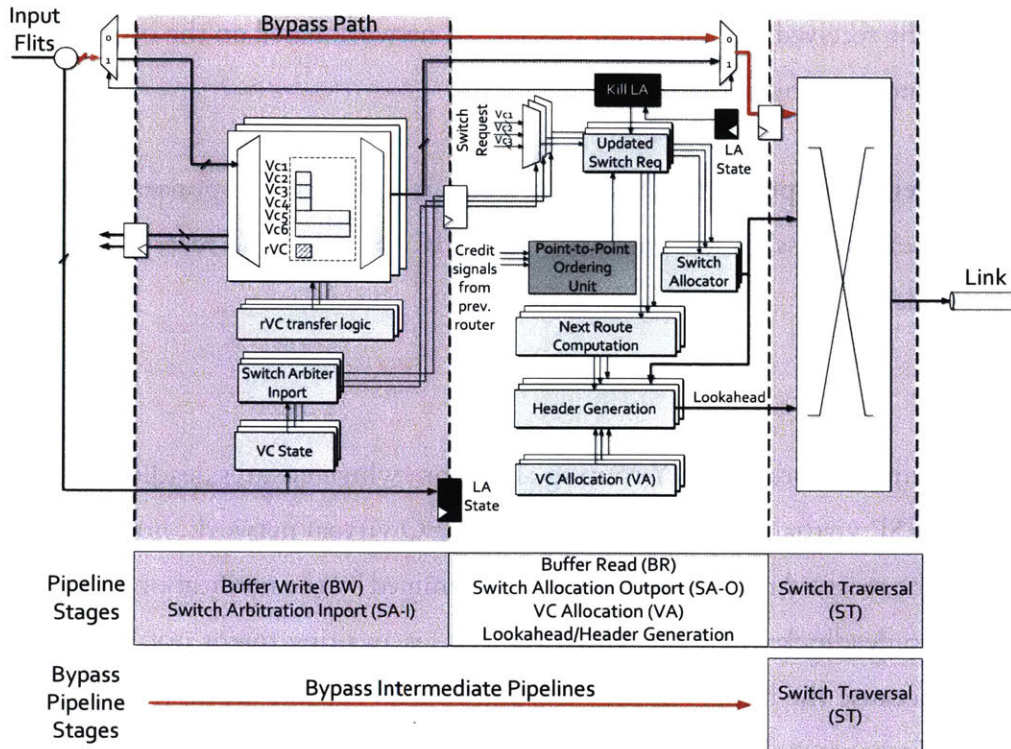 Input
Flits
Bypass Path
0
1
0
1
Kill LA
Switch
Request
Vc1
Vc2
Vc3
Updated
Switch Req
LA
State
Vc1
Vc2
Vc3
Vc4
Vc5
Vc6
rVC
Credit
signals
from
prev.
router
Point-to-Point
Ordering
Unit
Switch
Allocator
Link
rVC transfer logic
Next Route
Computation
Switch Arbiter
Inport
Header Generation
Lookahead
VC State
VC Allocation (VA)
LA
State
Pipeline
Stages
Buffer Write (BW)
Switch Arbitration Inport (SA-I)
Buffer Read (BR)
Switch Allocation Outport (SA-O)
VC Allocation (VA)
Lookahead/Header Generation
Switch Traversal
(ST)
Bypass
Pipeline
Stages
Bypass Intermediate Pipelines
Switch Traversal
(ST)